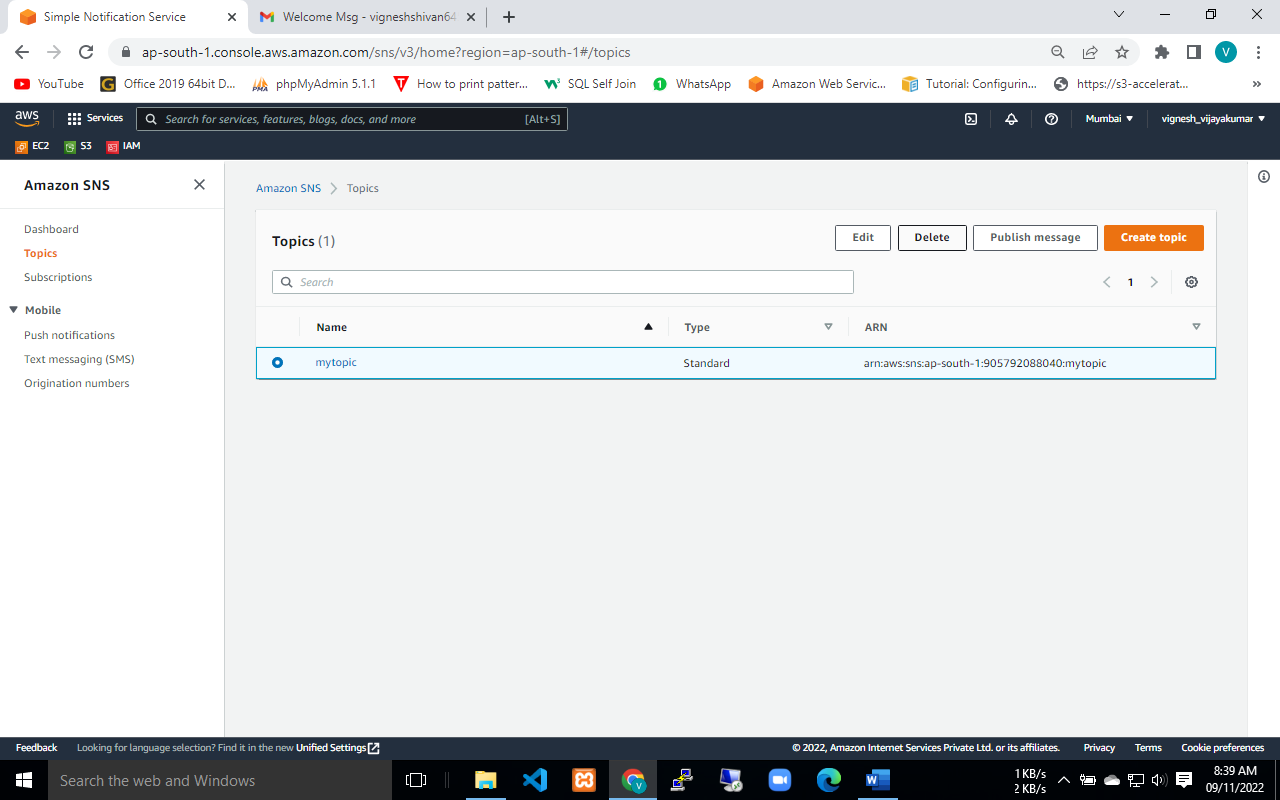 Simple Notification Service
Welcome Msg - vigneshshivan64
ap-south-1.console.aws.amazon.com/sns/v3/home?region=ap-south-1#/topics
V
YouTube
Office 2019 64bit D...
phpMyAdmin 5.1.1
How to print patter...
SQL Self Join
WhatsApp
Amazon Web Servic...
Tutorial: Configurin...
https://s3-accelerat...
»
aws
Services
Search for services, features, blogs, docs, and more
[Alt+S]
Mumbai
vignesh_vijayakumar
EC2
S3
IAM
Amazon SNS
Dashboard
Topics
Subscriptions
Mobile
Push notifications
Text messaging (SMS)
Origination numbers
Amazon SNS
Topics
Topics (1)
Edit
Delete
Publish message
Create topic
Search
1
Name
Type
ARN
mytopic
Standard
arn:aws:sns:ap-south-1:905792088040:mytopic
Feedback
Looking for language selection? Find it in the new Unified Settings
© 2022, Amazon Internet Services Private Ltd. or its affiliates.
Privacy
Terms
Cookie preferences
Search the web and Windows
1 KB/s
2 KB/s
8:39 AM
09/11/2022